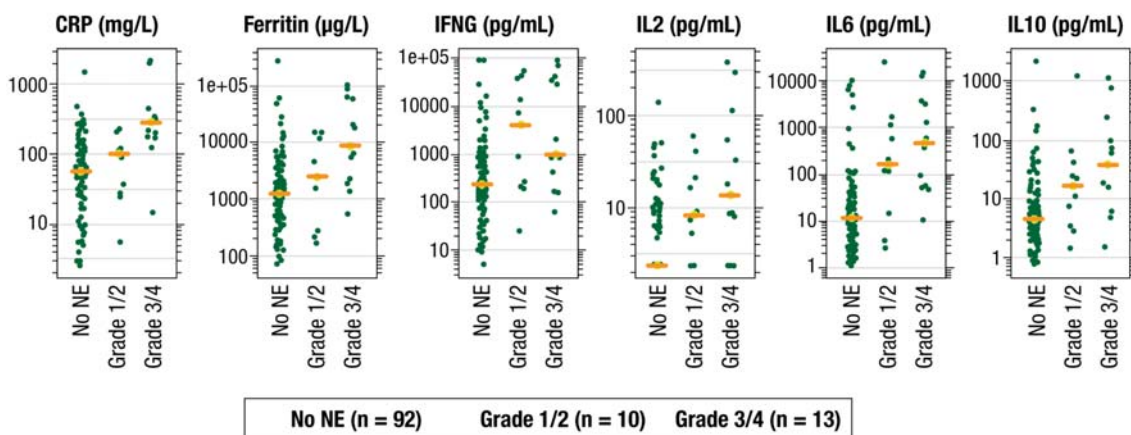 CRP (mg/L) Ferritin (µg/L) IFNG (pg/mL) IL2 (pg/mL) IL6 (pg/mL) IL10 (pg/mL)
1000
100
10
1e+05
10000
1000
100
1e+05
10000
1000
100
10
100
10
10000
1000
100
10
1
1000
100
10
1
No NE
Grade 1/2
Grade 3/4
No NE
Grade 1/2
Grade 3/4
No NE
Grade 1/2
Grade 3/4
No NE
Grade 1/2
Grade 3/4
No NE
Grade 1/2
Grade 3/4
No NE
Grade 1/2
Grade 3/4
No NE (n = 92) Grade 1/2 (n = 10) Grade 3/4 (n = 13)